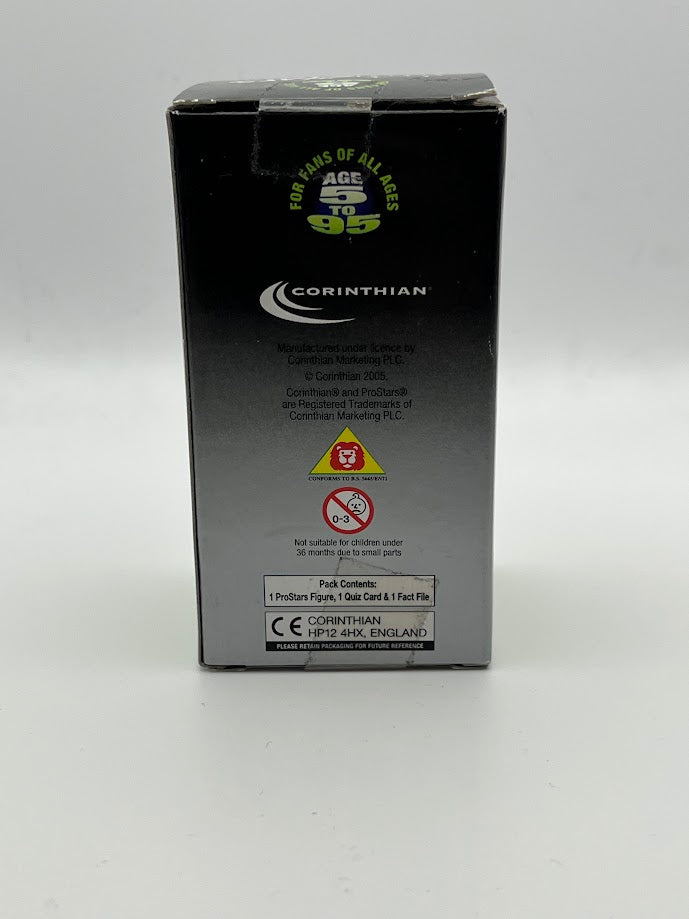 FOR FANS OF ALL AGES
AGE
5
TO
95
CORINTHIAN
Manufactured under licence by
Corinthian Marketing PLC.
© Corinthian 2005.
Corinthian® and ProStars®
are Registered Trademarks of
Corinthian Marketing PLC.
CONFORMS TO B.S. 5665/EN71
0-3
Not suitable for children under
36 months due to small parts
Pack Contents:
1 ProStars Figure, 1 Quiz Card & 1 Fact File
CE CORINTHIAN
HP12 4HX, ENGLAND
PLEASE RETAIN PACKAGING FOR FUTURE REFERENCE